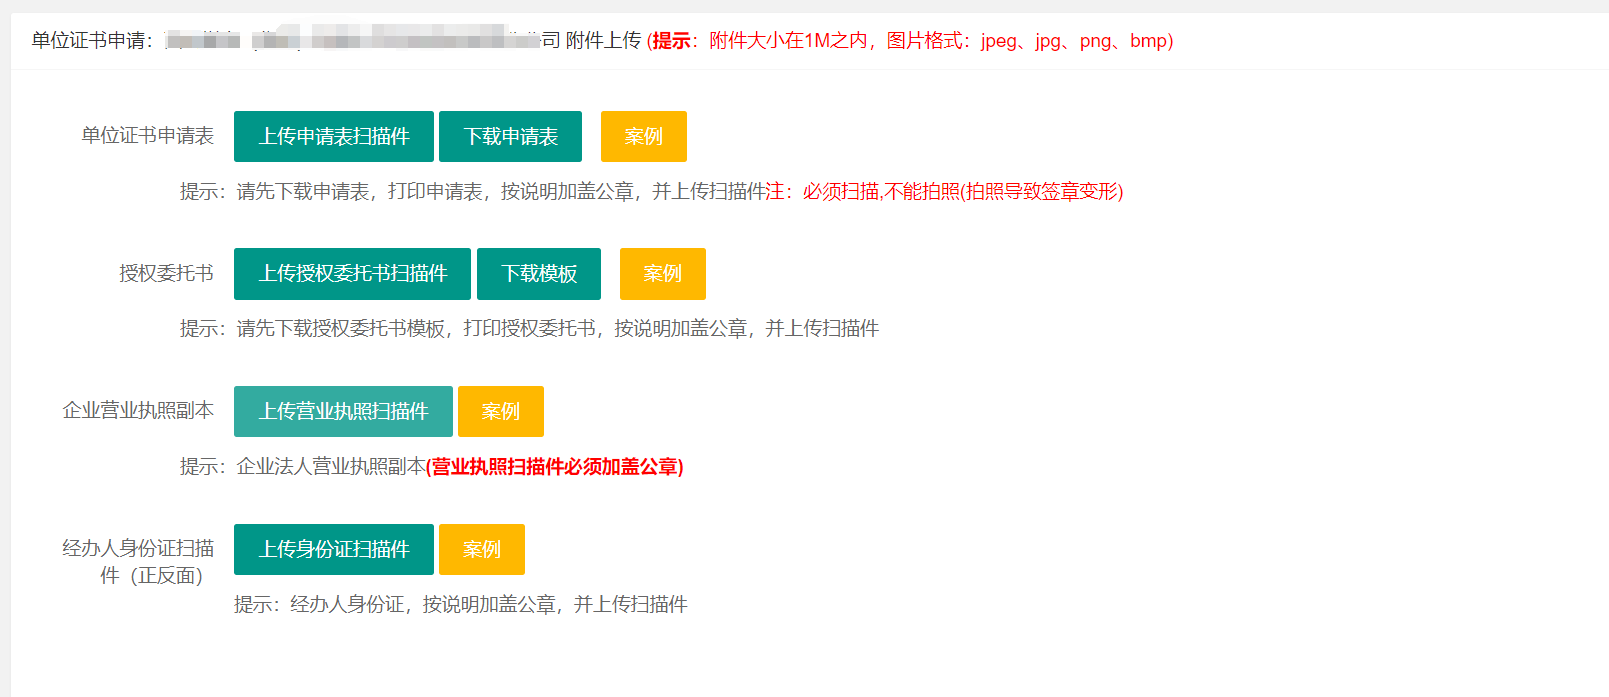 单位证书申请：司 附件上传 (提示：附件大小在1M之内，图片格式：jpeg、jpg、png、bmp)
单位证书申请表 上传申请表扫描件 下载申请表 案例
提示：请先下载申请表，打印申请表，按说明加盖公章，并上传扫描件注：必须扫描,不能拍照(拍照导致签章变形)
授权委托书 上传授权委托书扫描件 下载模板 案例
提示：请先下载授权委托书模板，打印授权委托书，按说明加盖公章，并上传扫描件
企业营业执照副本 上传营业执照扫描件 案例
提示：企业法人营业执照副本(营业执照扫描件必须加盖公章)
经办人身份证扫描
件（正反面）
上传身份证扫描件 案例
提示：经办人身份证，按说明加盖公章，并上传扫描件